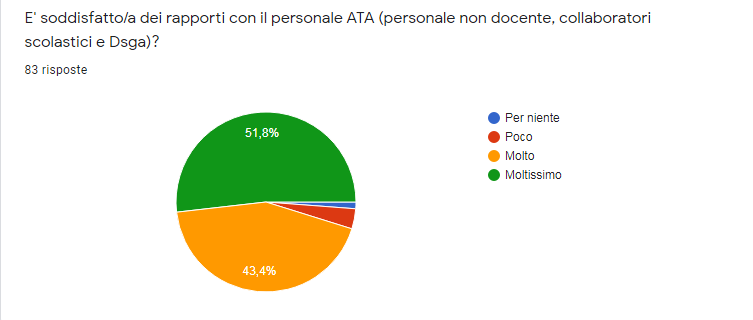 E' soddisfatto/a dei rapporti con il personale ATA (personale non docente, collaboratori
scolastici e Dsga)?
83 risposte
51,8%
43,4%
Per niente
Poco
Molto
Moltissimo